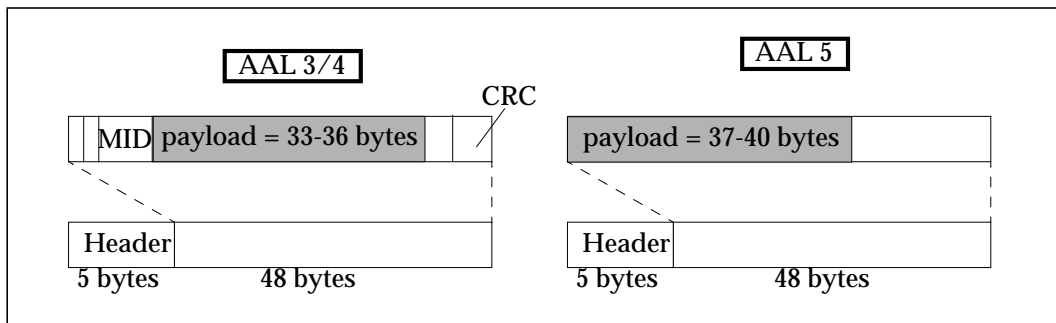 AAL 3/4
CRC
MID
payload = 33-36 bytes
Header
5 bytes
48 bytes
AAL 5
payload = 37-40 bytes
Header
5 bytes
48 bytes